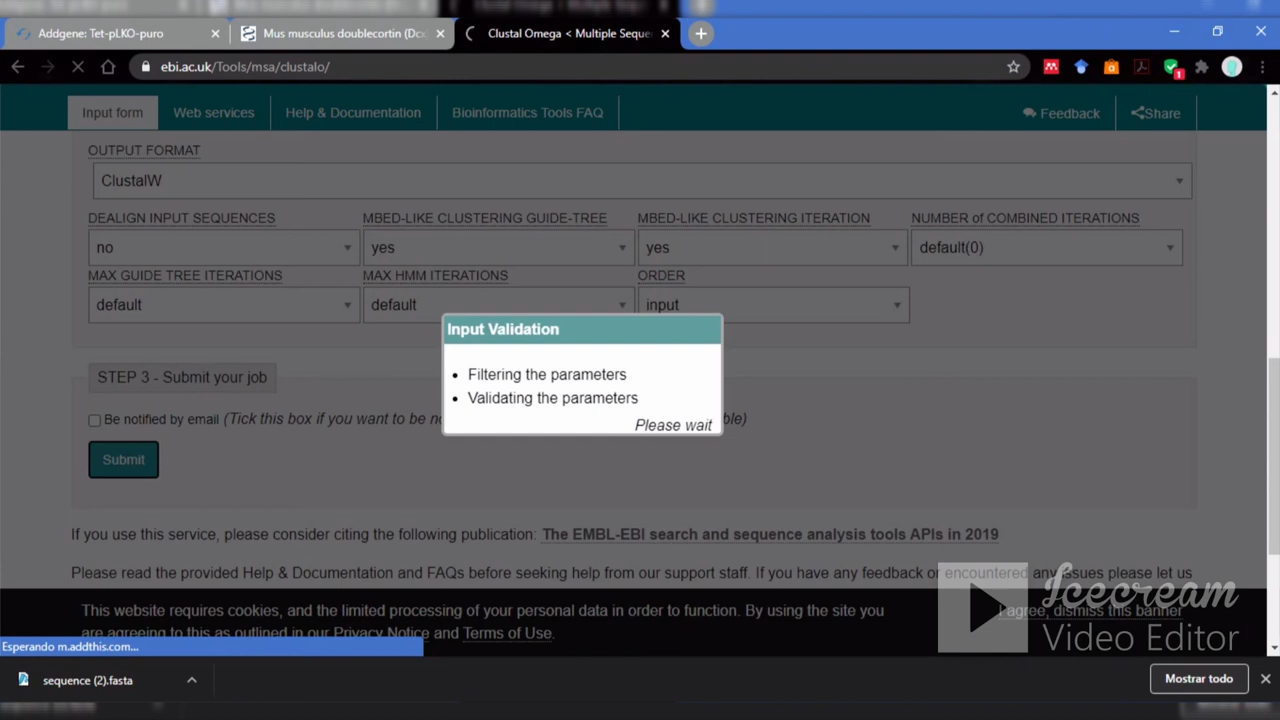 Addgene: Tet-pLKO-puro
Mus musculus doublecortin (Dcx
Clustal Omega < Multiple Seque
ebi.ac.uk/Tools/msa/clustalo/
1
Input form
Web services
Help & Documentation
Bioinformatics Tools FAQ
Feedback
Share
OUTPUT FORMAT
ClustalW
DEALIGN INPUT SEQUENCES
MBED-LIKE CLUSTERING GUIDE-TREE
MBED-LIKE CLUSTERING ITERATION
NUMBER of COMBINED ITERATIONS
no
yes
yes
default(0)
MAX GUIDE TREE ITERATIONS
MAX HMM ITERATIONS
ORDER
default
default
input
Input Validation
Filtering the parameters
Validating the parameters
Please wait
STEP 3 - Submit your job
Be notified by email (Tick this box if you want to be no
ble)
Submit
If you use this service, please consider citing the following publication: The EMBL-EBI search and sequence analysis tools APIs in 2019
Please read the provided Help & Documentation and FAQs before seeking help from our support staff. If you have any feedback or encountered any issues please let us
This website requires cookies, and the limited processing of your personal data in order to function. By using the site you
are agreeing to this as outlined in our Privacy Notice and Terms of Use.
I agree, dismiss this banner
Icecream
Video Editor
Esperando m.addthis.com...
sequence (2).fasta
Mostrar todo